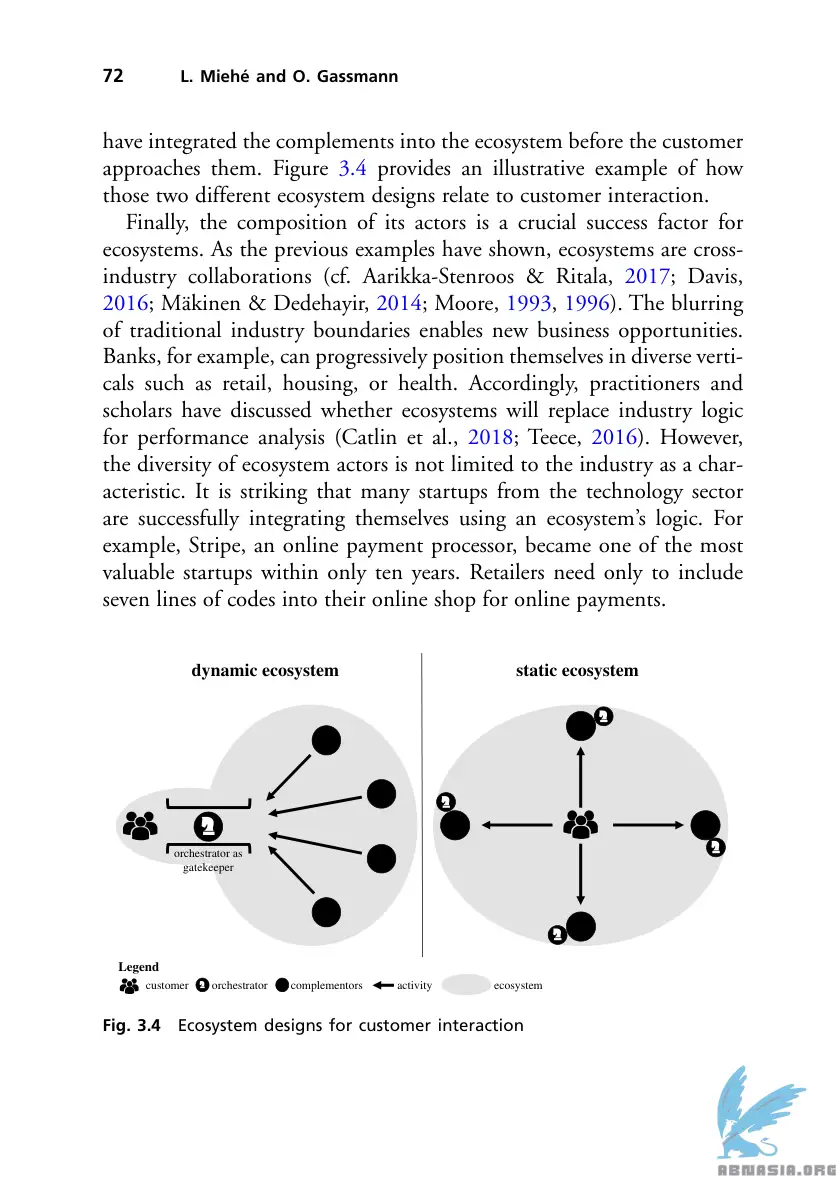 72 L. Miehé and O. Gassmann
have integrated the complements into the ecosystem before the customer
approaches them. Figure 3.4 provides an illustrative example of how
those two different ecosystem designs relate to customer interaction.
Finally, the composition of its actors is a crucial success factor for
ecosystems. As the previous examples have shown, ecosystems are cross-
industry collaborations (cf. Aarikka-Stenroos & Ritala, 2017; Davis,
2016; Mäkinen & Dedehayir, 2014; Moore, 1993, 1996). The blurring
of traditional industry boundaries enables new business opportunities.
Banks, for example, can progressively position themselves in diverse verti-
cals such as retail, housing, or health. Accordingly, practitioners and
scholars have discussed whether ecosystems will replace industry logic
for performance analysis (Catlin et al., 2018; Teece, 2016). However,
the diversity of ecosystem actors is not limited to the industry as a char-
acteristic. It is striking that many startups from the technology sector
are successfully integrating themselves using an ecosystem's logic. For
example, Stripe, an online payment processor, became one of the most
valuable startups within only ten years. Retailers need only to include
seven lines of codes into their online shop for online payments.
dynamic ecosystem
static ecosystem
orchestrator as
gatekeeper
Legend
customer orchestrator complementors activity ecosystem
Fig. 3.4 Ecosystem designs for customer interaction
ABNASIA.ORG